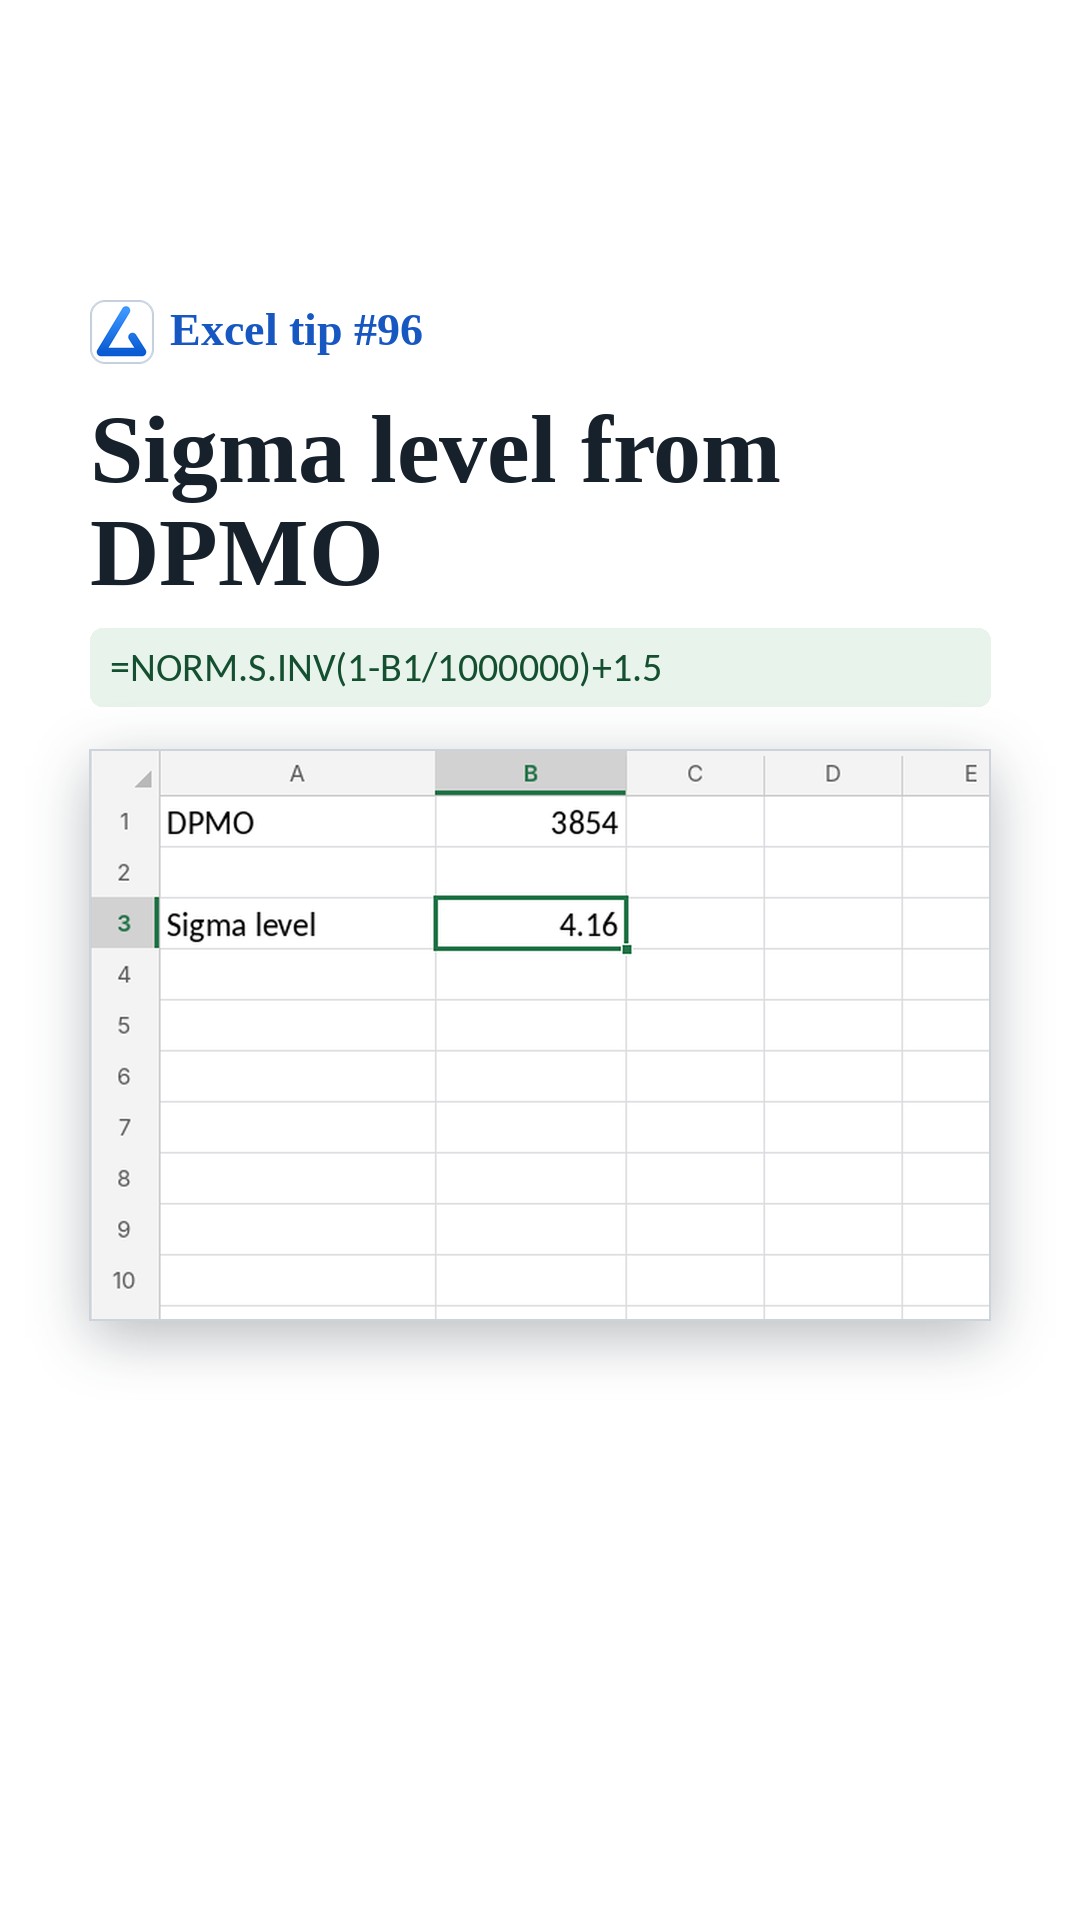 Excel tip #96
Sigma level from
DPMO
=NORM.S.INV(1-B1/1000000)+1.5
A B C D E
1 DPMO 3854
2
3 Sigma level 4.16
4
5
6
7
8
9
10